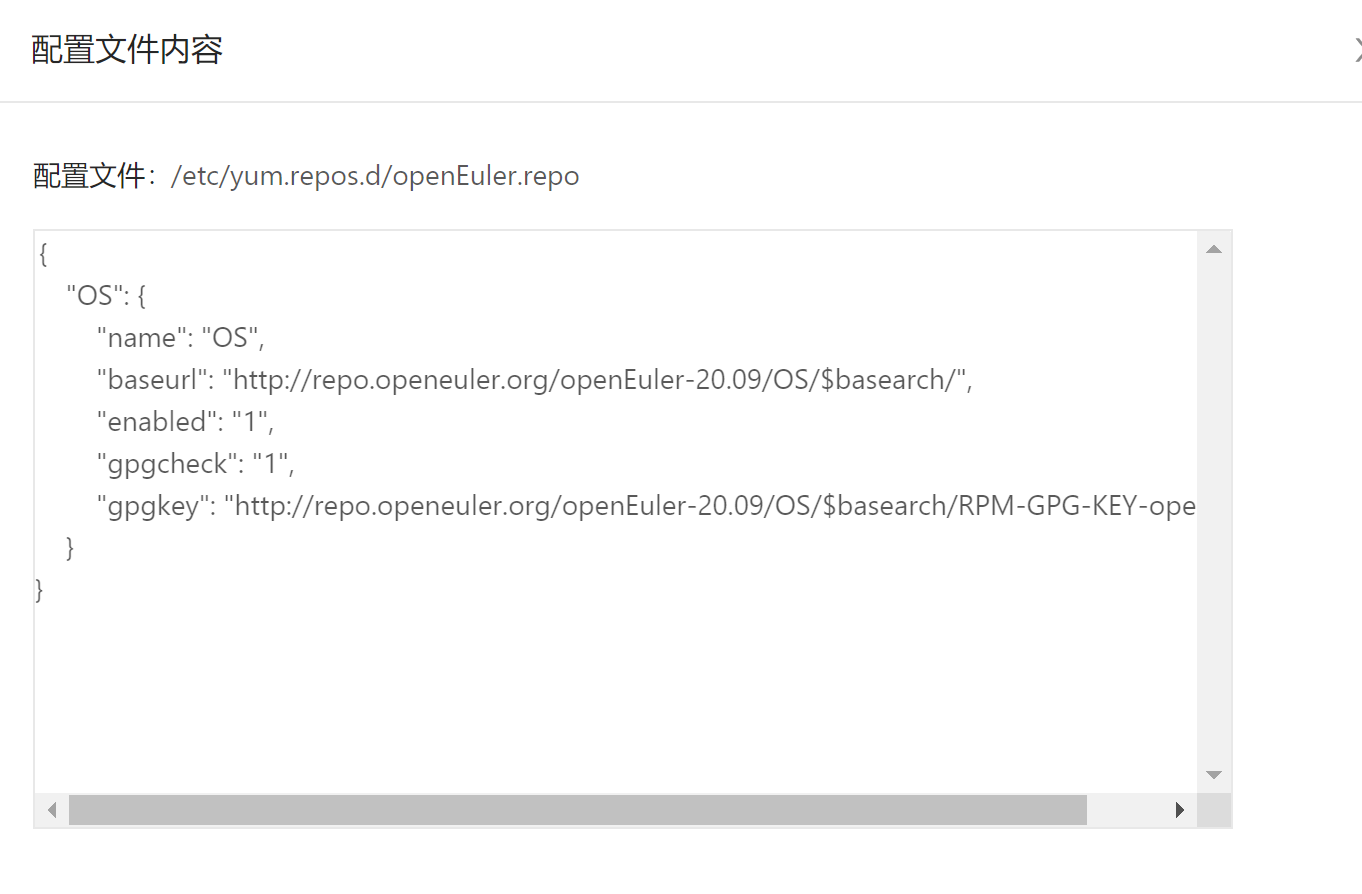 配置文件内容
配置文件：/etc/yum.repos.d/openEuler.repo
{
"OS": {
"name": "OS",
"baseurl": "http://repo.openeuler.org/openEuler-20.09/OS/$basearch/",
"enabled": "1",
"gpgcheck": "1",
"gpgkey": "http://repo.openeuler.org/openEuler-20.09/OS/$basearch/RPM-GPG-KEY-ope
}
}